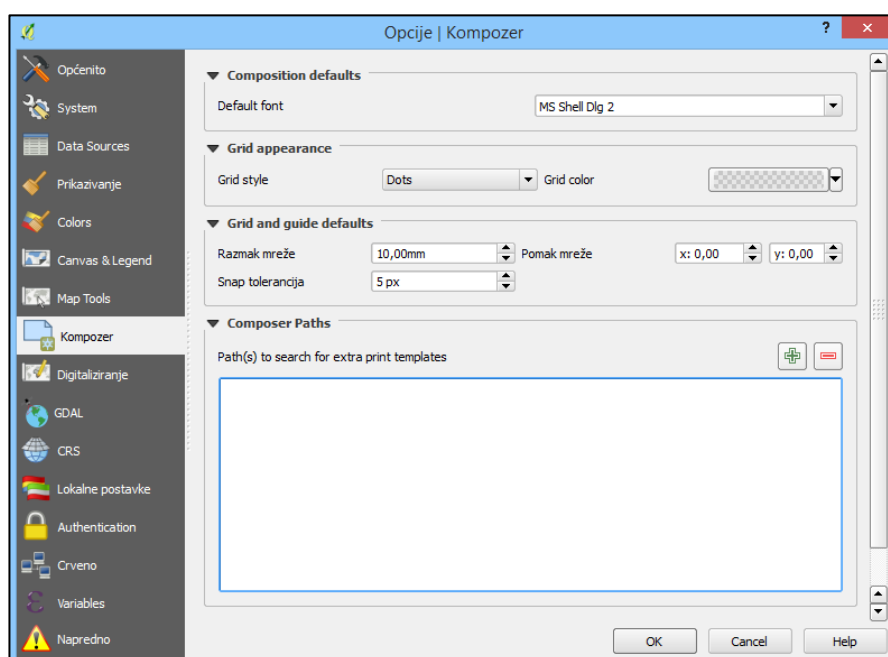 Opcije | Kompozer
?
Općenito
System
Data Sources
Prikazivanje
Colors
Canvas & Legend
Map Tools
Kompozer
Digitaliziranje
GDAL
CRS
Lokalne postavke
Authentication
Crveno
Variables
Napredno
Composition defaults
Default font MS Shell Dlg 2
Grid appearance
Grid style Dots Grid color
Grid and guide defaults
Razmak mreže 10,00mm Pomak mreže x: 0,00 y: 0,00
Snap tolerancija 5 px
Composer Paths
Path(s) to search for extra print templates
OK Cancel Help